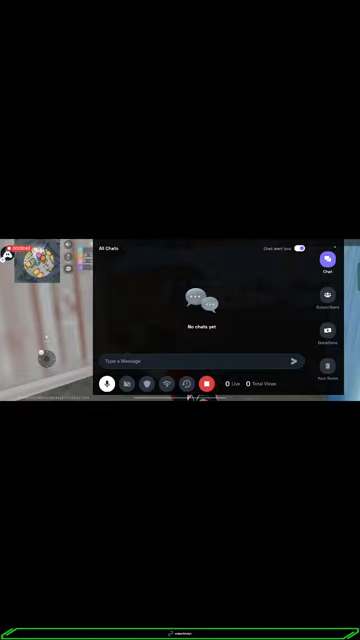 All Chats
Chat alert box
Chat
No chats yet
Subscribers
Donations
Type a Message
0 Live
0 Total Views